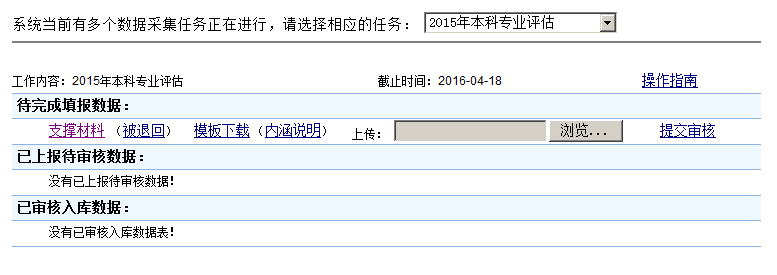 系统当前有多个数据采集任务正在进行，请选择相应的任务： 2015年本科专业评估
工作内容：2015年本科专业评估 截止时间：2016-04-18 操作指南
待完成填报数据：
支撑材料 （被退回） 模板下载（内涵说明） 上传： 浏览... 提交审核
已上报待审核数据：
没有已上报待审核数据！
已审核入库数据：
没有已审核入库数据表！